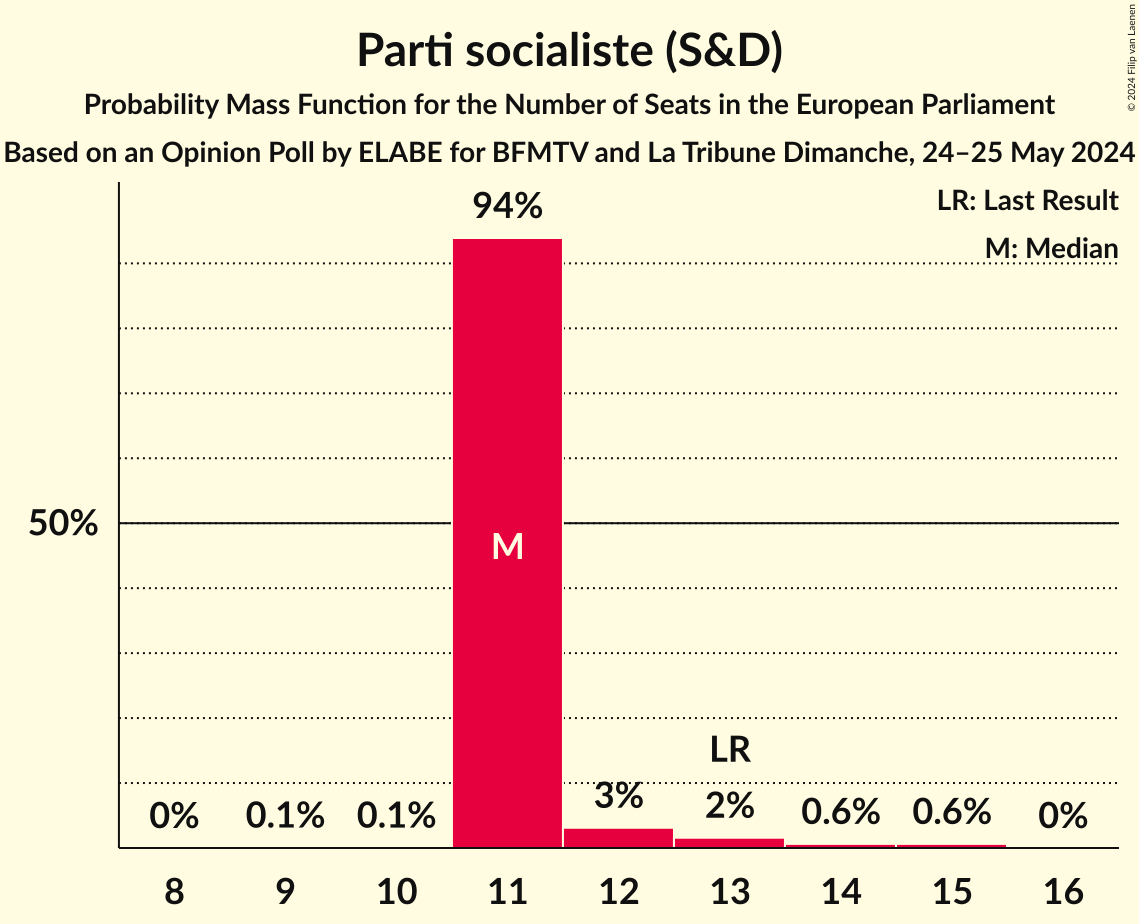 Parti socialiste (S&D)
Probability Mass Function for the Number of Seats in the European Parliament
Based on an Opinion Poll by ELABE for BFMTV and La Tribune Dimanche, 24–25 May 2024
© 2024 Filip van Laenen
LR: Last Result
M: Median
94%
50%
M
LR
0% 0.1% 0.1% 3% 2% 0.6% 0.6% 0%
8 9 10 11 12 13 14 15 16